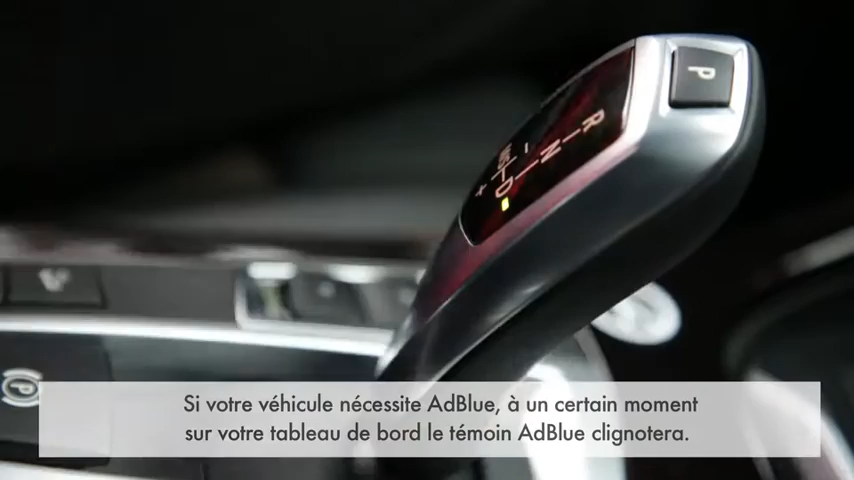 P
R
N
-
M/S D
+
(P)
Si votre véhicule nécessite AdBlue, à un certain moment
sur votre tableau de bord le témoin AdBlue clignotera.